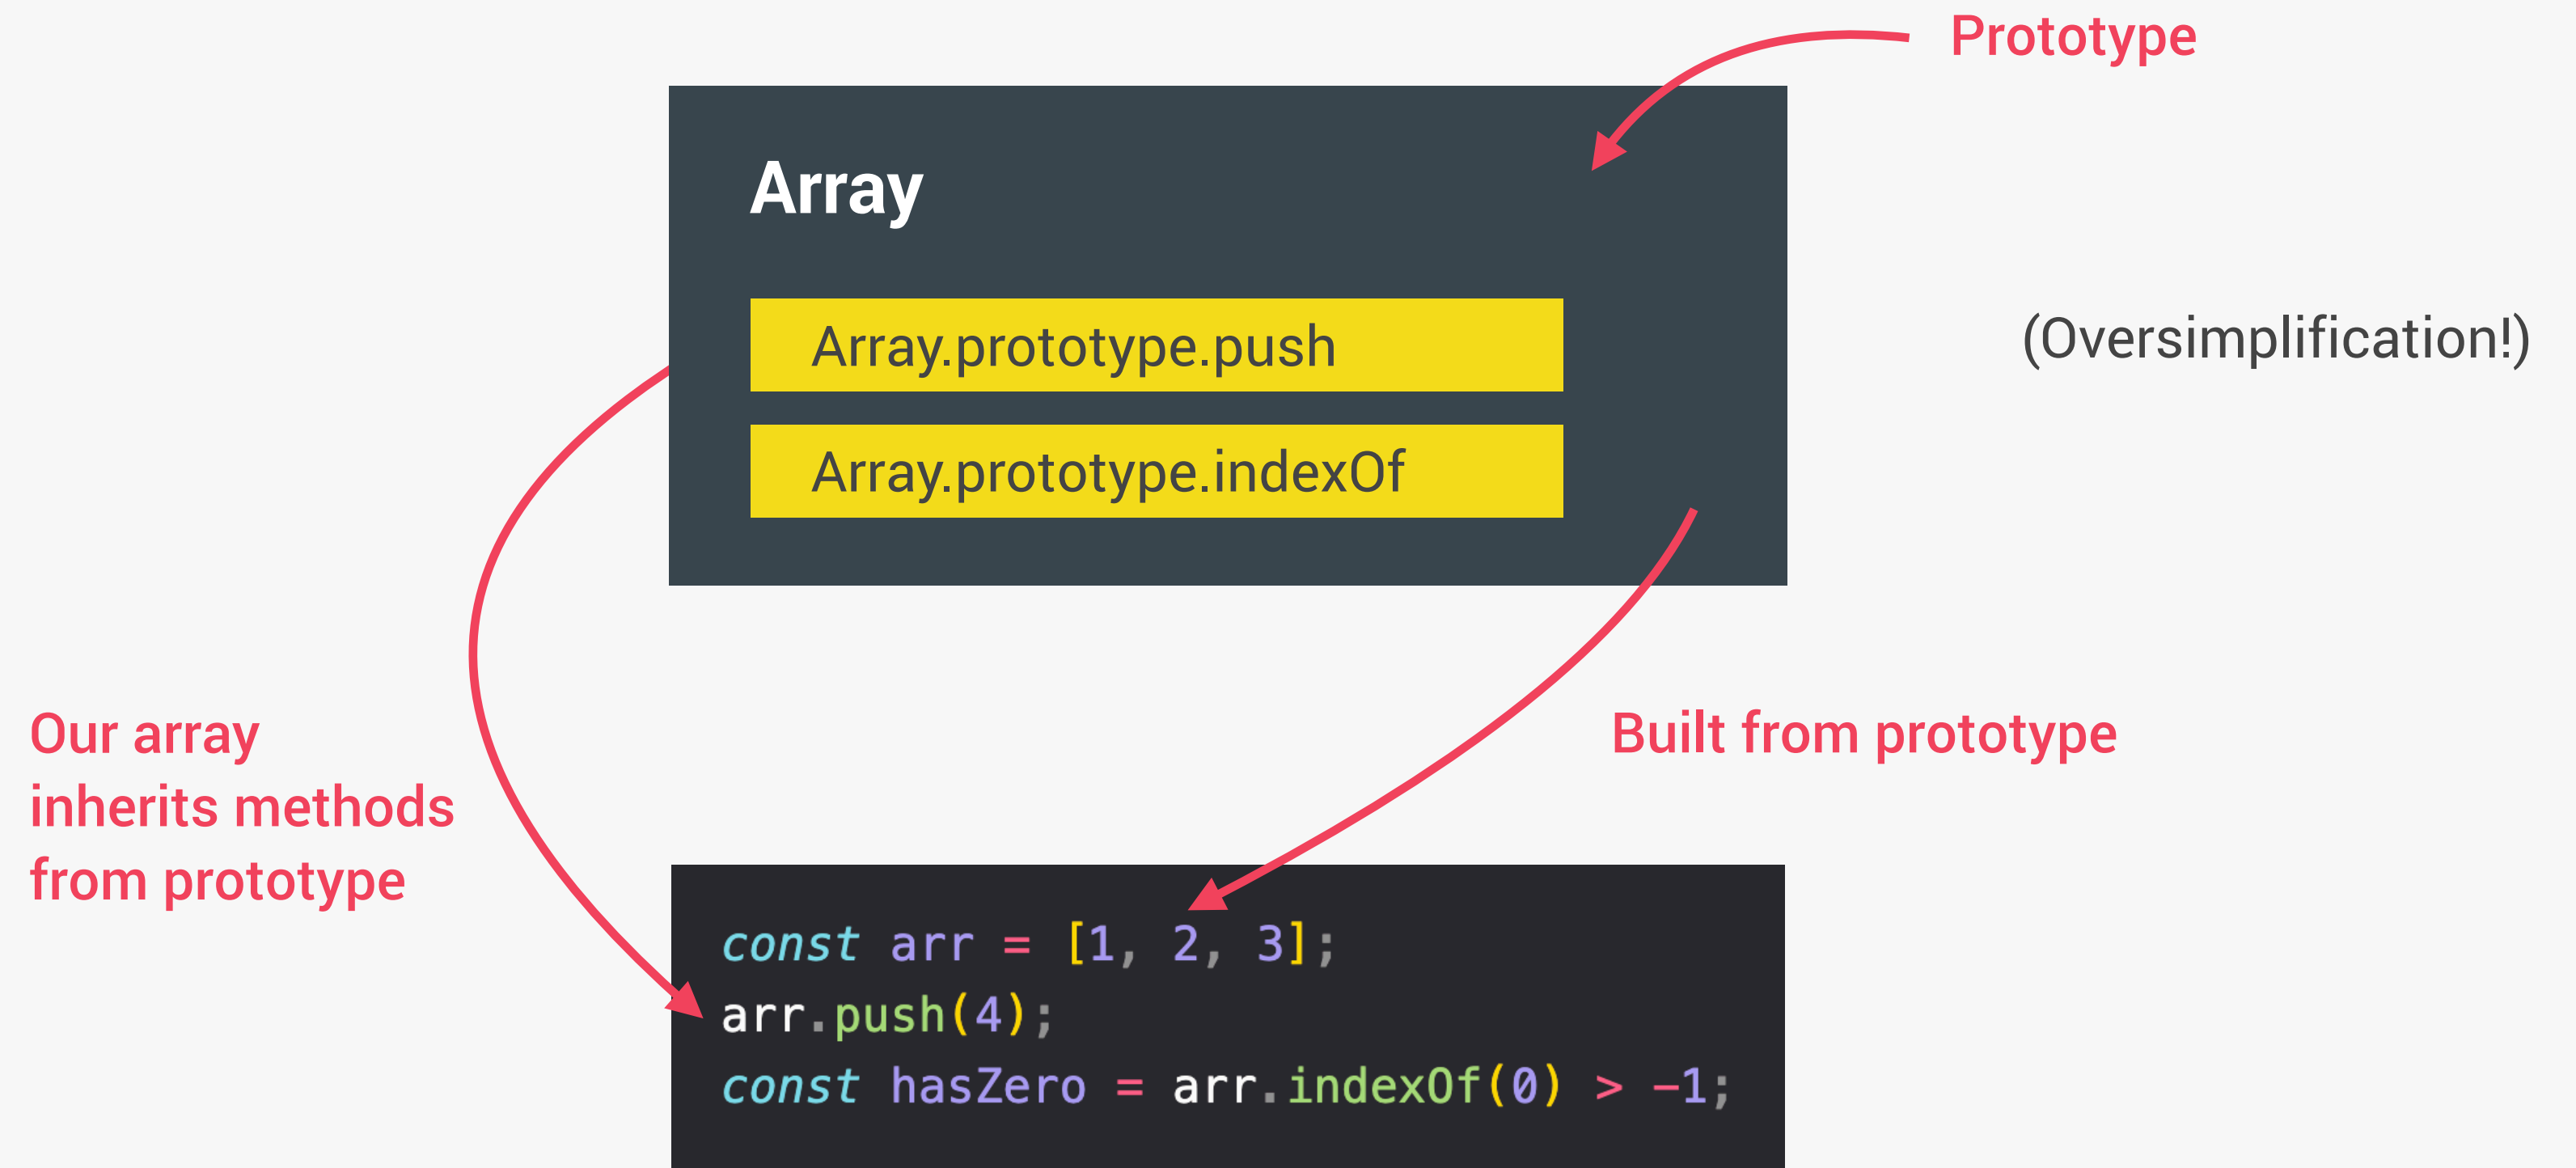 Prototype
Array
Array.prototype.push
(Oversimplification!)
Array.prototype.indexOf
Our array
inherits methods
from prototype
Built from prototype
const arr = [1, 2, 3];
arr.push(4);
const hasZero = arr.indexOf(0) > −1;